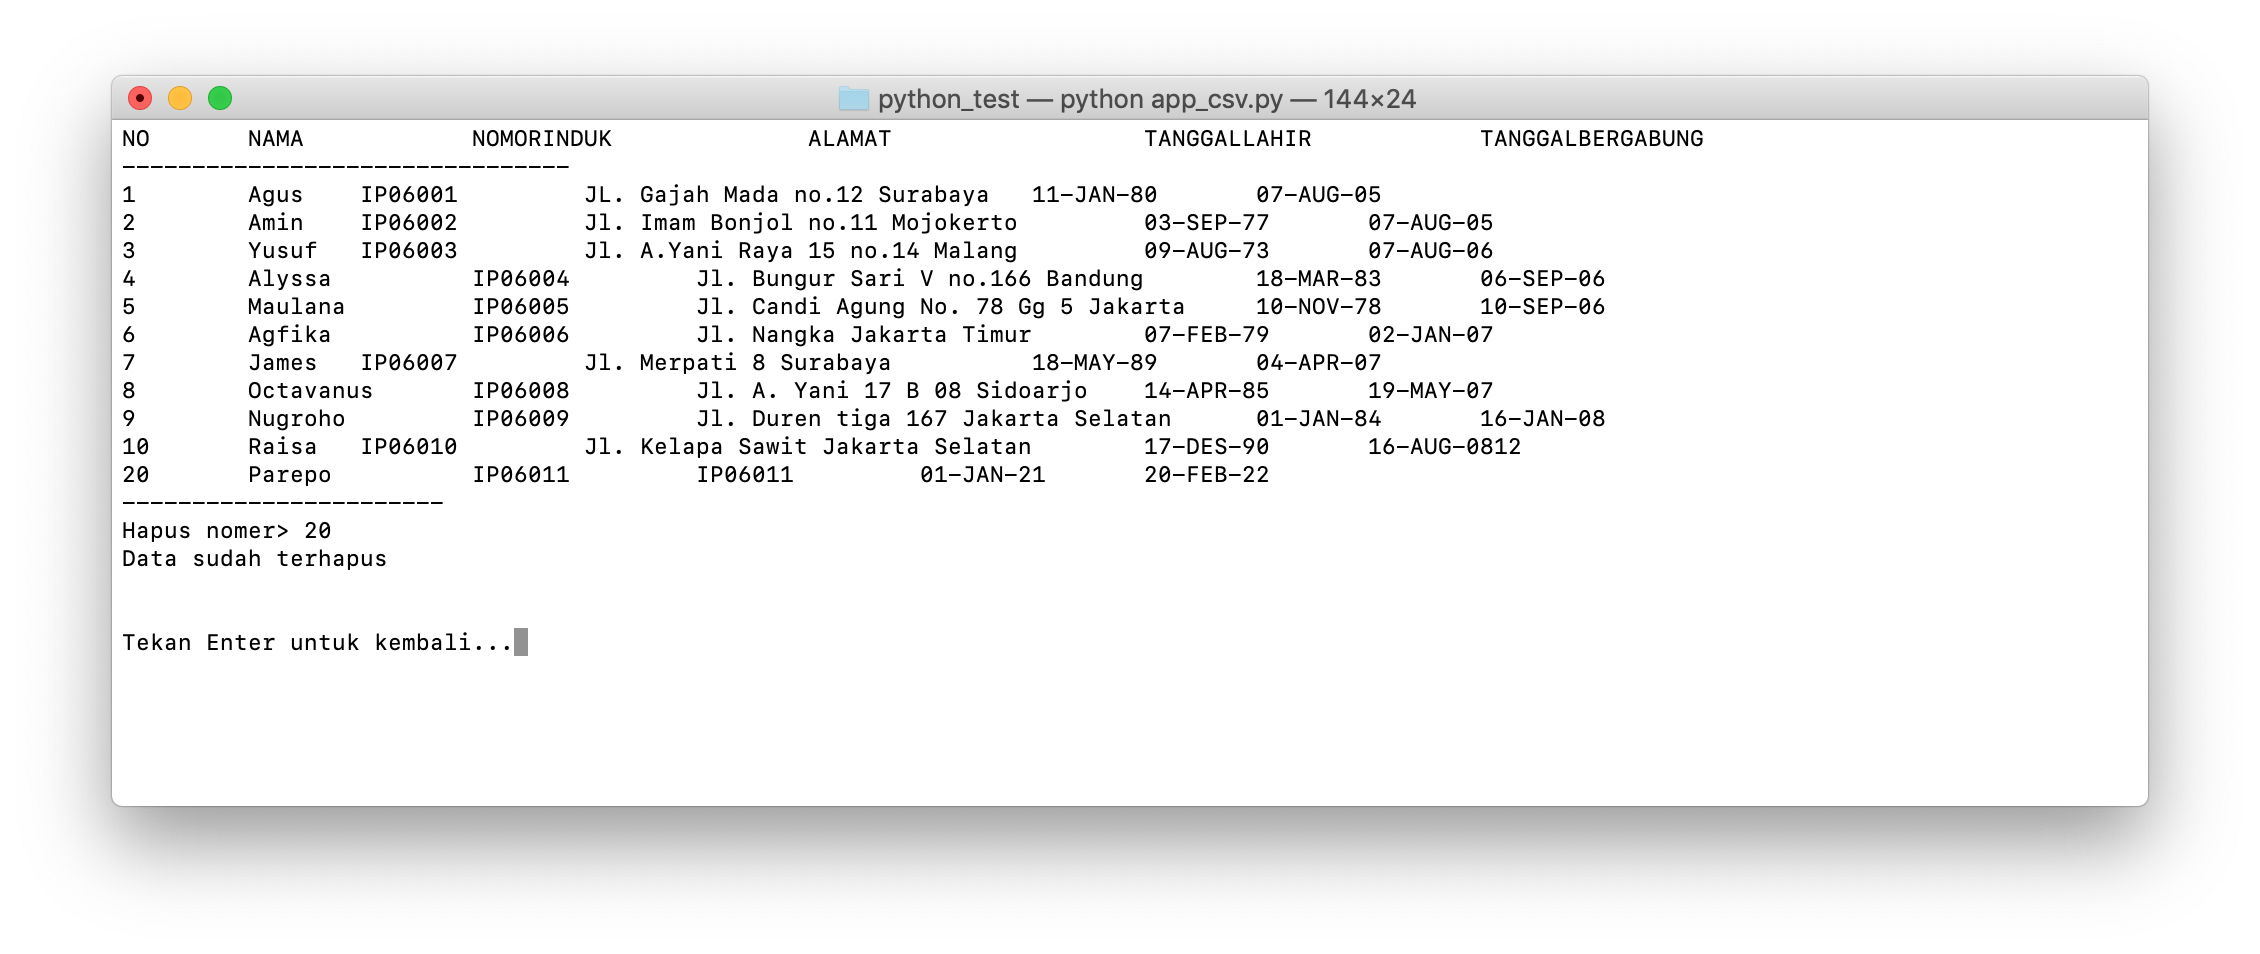 python_test — python app_csv.py — 144×24
NO NAMA NOMORINDUK ALAMAT TANGGALLAHIR TANGGALBERGABUNG
--------------------------------
1 Agus IP06001 JL. Gajah Mada no.12 Surabaya 11-JAN-80 07-AUG-05
2 Amin IP06002 Jl. Imam Bonjol no.11 Mojokerto 03-SEP-77 07-AUG-05
3 Yusuf IP06003 Jl. A.Yani Raya 15 no.14 Malang 09-AUG-73 07-AUG-06
4 Alyssa IP06004 Jl. Bungur Sari V no.166 Bandung 18-MAR-83 06-SEP-06
5 Maulana IP06005 Jl. Candi Agung No. 78 Gg 5 Jakarta 10-NOV-78 10-SEP-06
6 Agfika IP06006 Jl. Nangka Jakarta Timur 07-FEB-79 02-JAN-07
7 James IP06007 Jl. Merpati 8 Surabaya 18-MAY-89 04-APR-07
8 Octavanus IP06008 Jl. A. Yani 17 B 08 Sidoarjo 14-APR-85 19-MAY-07
9 Nugroho IP06009 Jl. Duren tiga 167 Jakarta Selatan 01-JAN-84 16-JAN-08
10 Raisa IP06010 Jl. Kelapa Sawit Jakarta Selatan 17-DES-90 16-AUG-0812
20 Parepo IP06011 IP06011 01-JAN-21 20-FEB-22
-----------------------
Hapus nomer> 20
Data sudah terhapus
Tekan Enter untuk kembali...